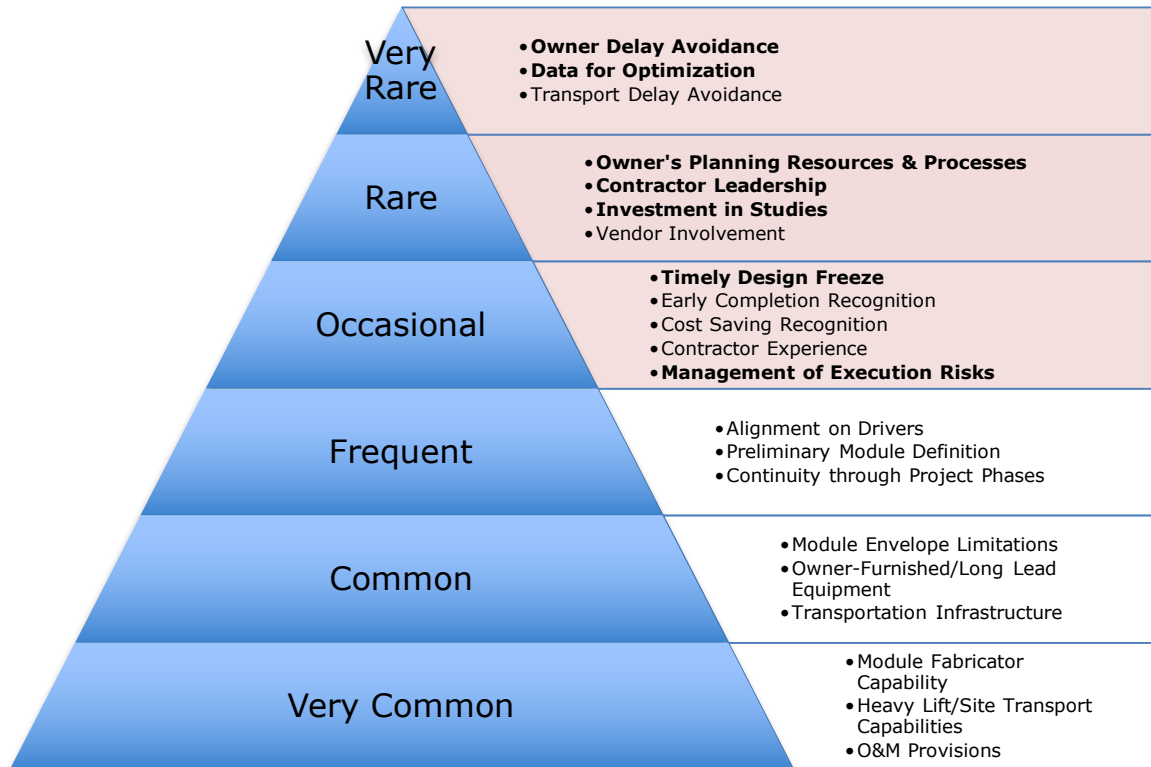 Very
Rare
•Owner Delay Avoidance
•Data for Optimization
•Transport Delay Avoidance
Rare
•Owner's Planning Resources & Processes
•Contractor Leadership
•Investment in Studies
•Vendor Involvement
Occasional
•Timely Design Freeze
•Early Completion Recognition
•Cost Saving Recognition
•Contractor Experience
•Management of Execution Risks
Frequent
•Alignment on Drivers
•Preliminary Module Definition
•Continuity through Project Phases
Common
•Module Envelope Limitations
•Owner-Furnished/Long Lead
Equipment
•Transportation Infrastructure
Very Common
•Module Fabricator
Capability
•Heavy Lift/Site Transport
Capabilities
•O&M Provisions